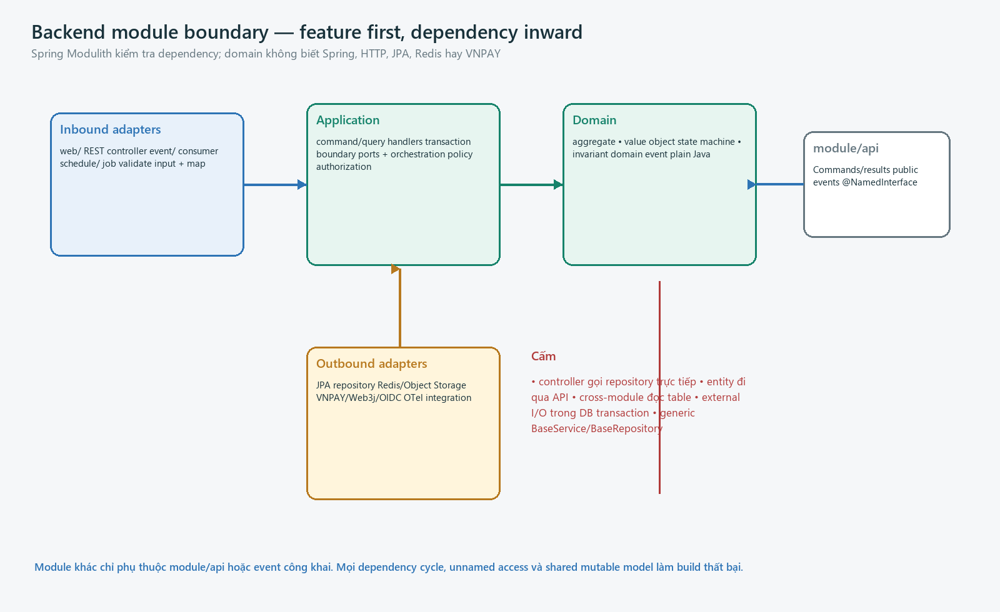 Backend module boundary — feature first, dependency inward
Spring Modulith kiểm tra dependency; domain không biết Spring, HTTP, JPA, Redis hay VNPAY
Inbound adapters
web/ REST controller event/ consumer
schedule/ job validate input + map
Application
command/query handlers transaction
boundary ports + orchestration policy
authorization
Domain
aggregate • value object state machine •
invariant domain event plain Java
module/api
Commands/results public
events @NamedInterface
Outbound adapters
JPA repository Redis/Object Storage
VNPAY/Web3j/OIDC OTel integration
Cấm
• controller gọi repository trực tiếp • entity đi
qua API • cross-module đọc table • external
I/O trong DB transaction • generic
BaseService/BaseRepository
Module khác chỉ phụ thuộc module/api hoặc event công khai. Mọi dependency cycle, unnamed access và shared mutable model làm build thất bại.